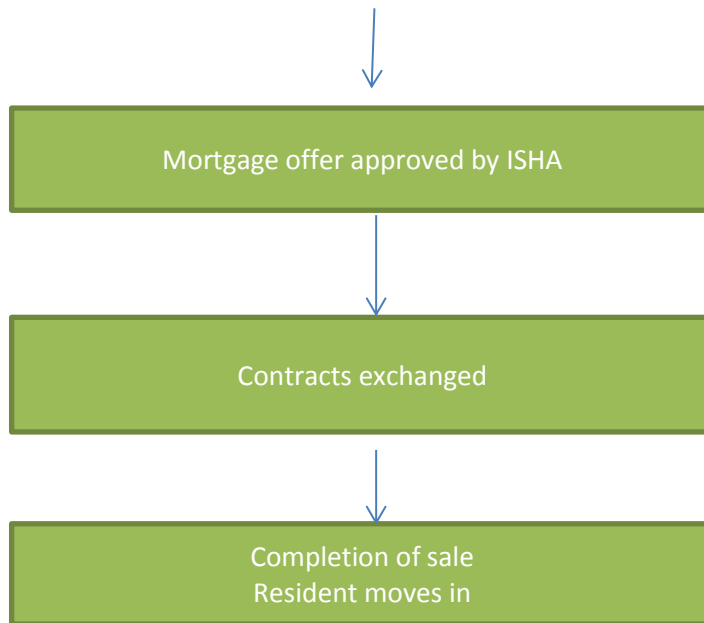 Mortgage offer approved by ISHA
Contracts exchanged
Completion of sale
Resident moves in